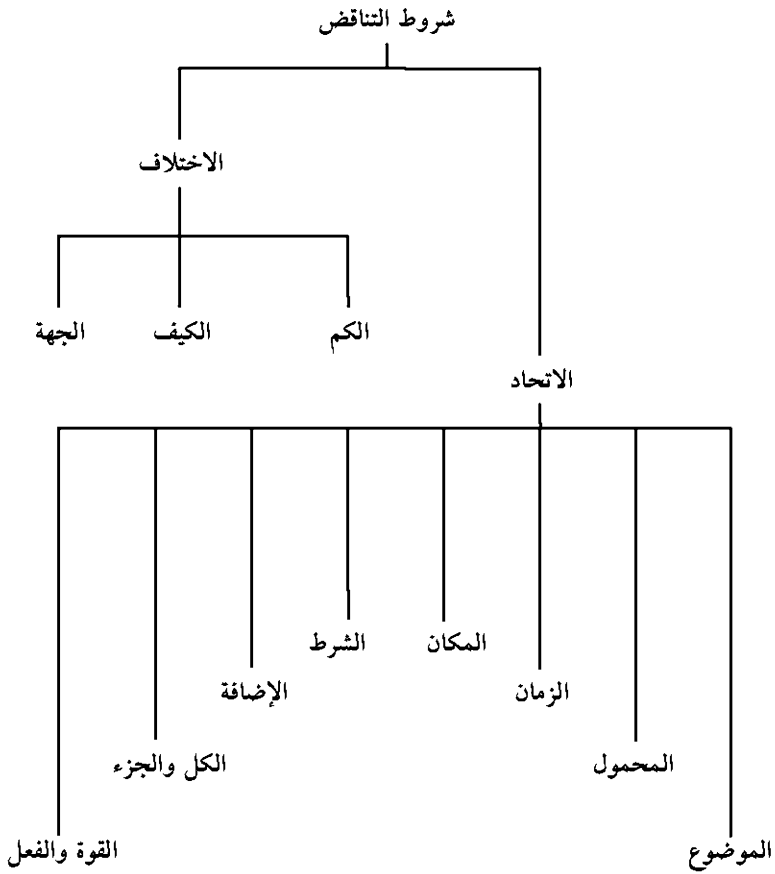 شروط التناقض
الاختلاف
الكم
الكيف
الجهة
الاتحاد
الموضوع
المحمول
الزمان
المكان
الشرط
الإضافة
الكل والجزء
القوة والفعل